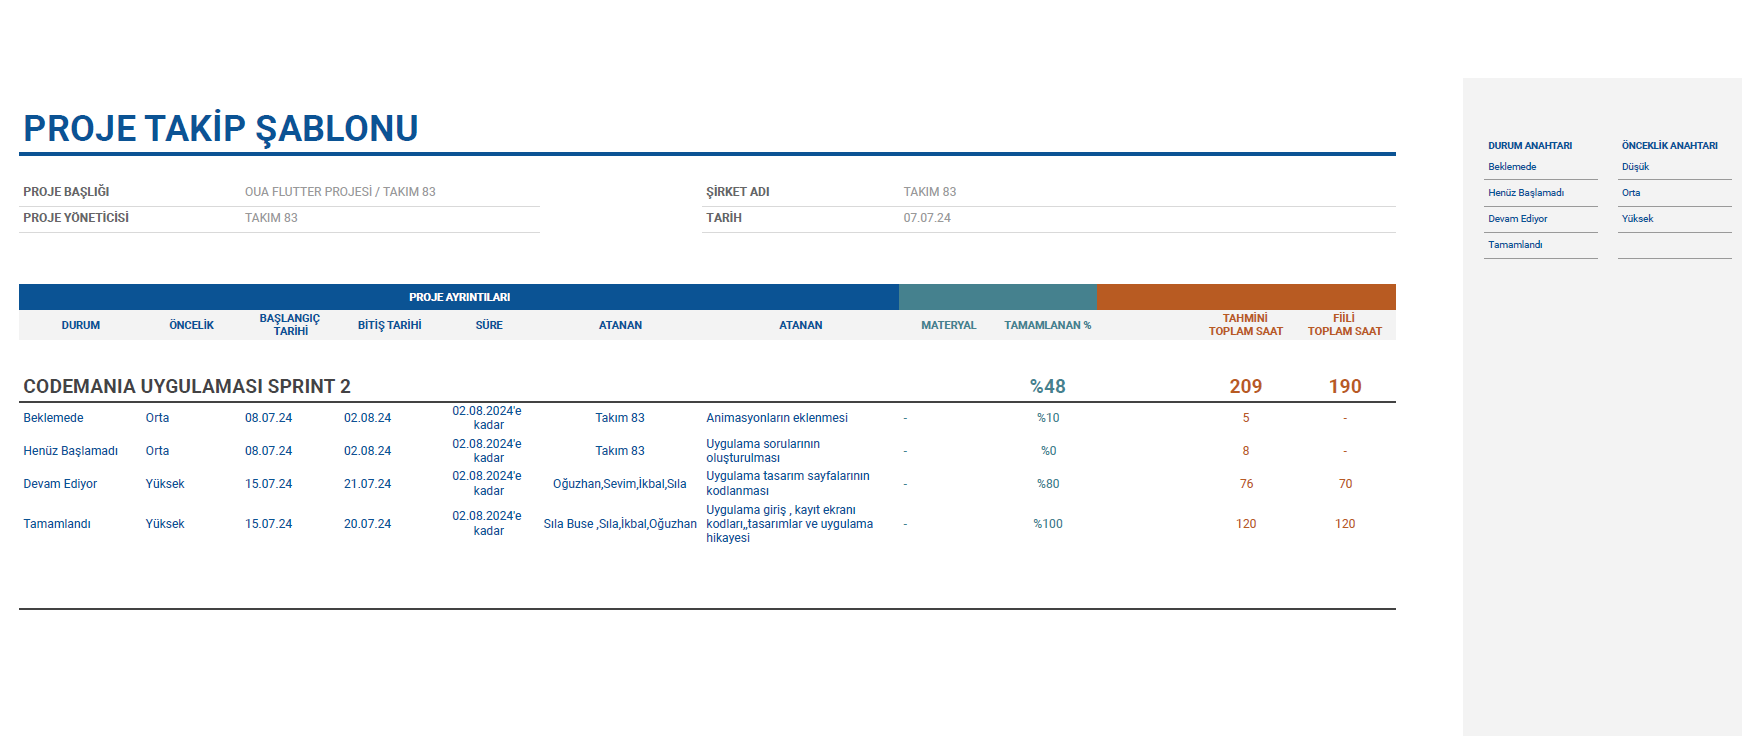 PROJE TAKİP ŞABLONU
PROJE BAŞLIĞI OUA FLUTTER PROJESİ / TAKIM 83 ŞİRKET ADI TAKIM 83
PROJE YÖNETİCİSİ TAKIM 83 TARİH 07.07.24
PROJE AYRINTILARI
DURUM ÖNCELİK BAŞLANGIÇ TARİHİ BİTİŞ TARİHİ SÜRE ATANAN ATANAN MATERYAL TAMAMLANAN % TAHMİNİ TOPLAM SAAT FİİLİ TOPLAM SAAT
CODEMANIA UYGULAMASI SPRINT 2 %48 209 190
Beklemede Orta 08.07.24 02.08.24 02.08.2024'e kadar Takım 83 Animasyonların eklenmesi - %10 5 -
Henüz Başlamadı Orta 08.07.24 02.08.24 02.08.2024'e kadar Takım 83 Uygulama sorularının oluşturulması - %0 8 -
Devam Ediyor Yüksek 15.07.24 21.07.24 02.08.2024'e kadar Oğuzhan,Sevim,İkbal,Sıla Uygulama tasarım sayfalarının kodlanması - %80 76 70
Tamamlandı Yüksek 15.07.24 20.07.24 02.08.2024'e kadar Sıla Buse ,Sıla,İkbal,Oğuzhan Uygulama giriş , kayıt ekranı kodları,,tasarımlar ve uygulama hikayesi - %100 120 120
DURUM ANAHTARI ÖNCEKLİK ANAHTARI
Beklemede Düşük
Henüz Başlamadı Orta
Devam Ediyor Yüksek
Tamamlandı